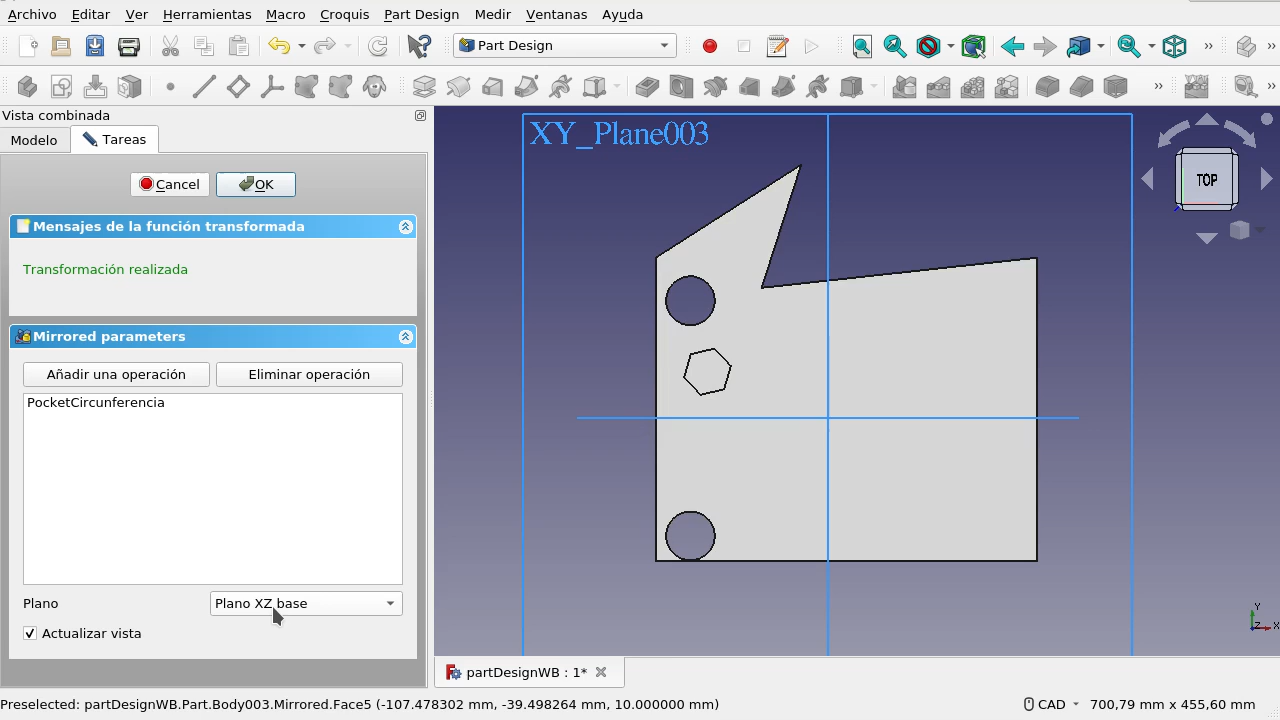 Archivo Editar Ver Herramientas Macro Croquis Part Design Medir Ventanas Ayuda
Part Design
Vista combinada
Modelo Tareas
Cancel OK
Mensajes de la función transformada
Transformación realizada
Mirrored parameters
Añadir una operación Eliminar operación
PocketCircunferencia
Plano Plano XZ base
Actualizar vista
XY_Plane003
TOP
Y
Z X
partDesignWB : 1*
Preselected: partDesignWB.Part.Body003.Mirrored.Face5 (-107.478302 mm, -39.498264 mm, 10.000000 mm) CAD 700,79 mm x 455,60 mm